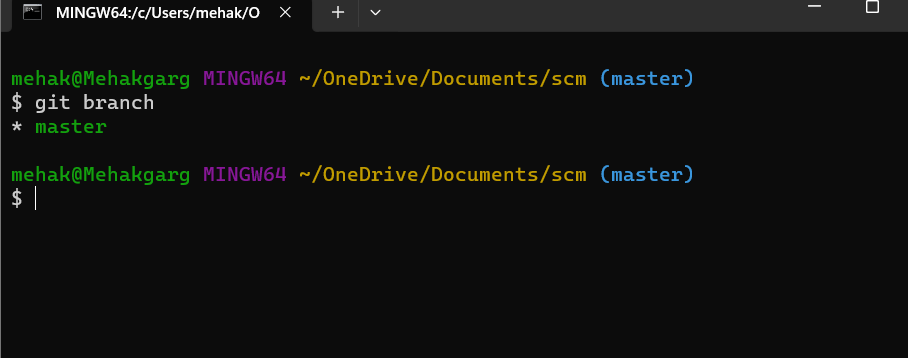 MINGW64:/c/Users/mehak/O
mehak@Mehakgarg MINGW64 ~/OneDrive/Documents/scm (master)
$ git branch
* master
mehak@Mehakgarg MINGW64 ~/OneDrive/Documents/scm (master)
$